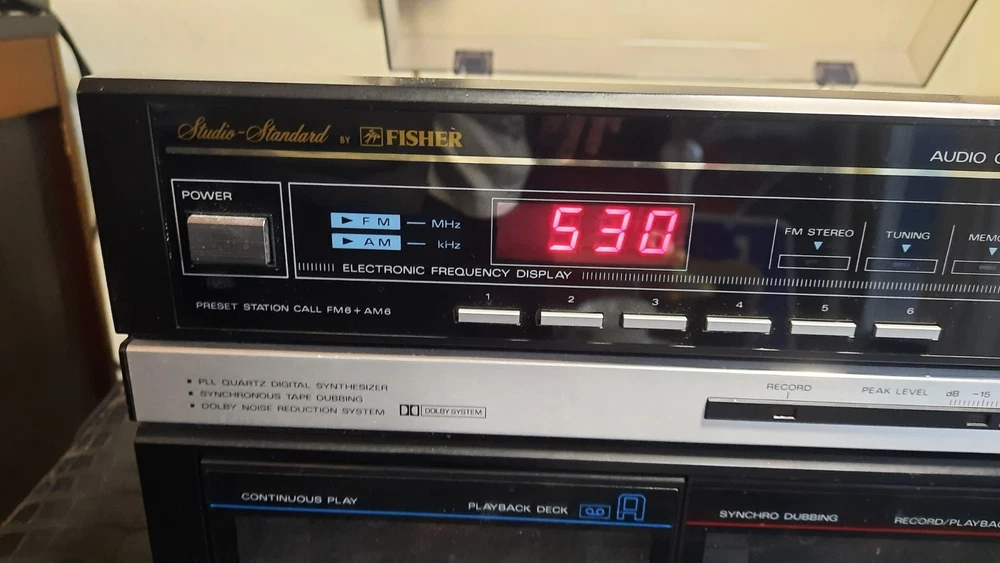 Studio-Standard BY FISHER
AUDIO
POWER
FM — MHz
AM — kHz
530
FM STEREO
TUNING
ELECTRONIC FREQUENCY DISPLAY
PRESET STATION CALL FM6+AM6
1 2 3 4 5 6
▪ PLL QUARTZ DIGITAL SYNTHESIZER
▪ SYNCHRONOUS TAPE DUBBING
▪ DOLBY NOISE REDUCTION SYSTEM DOLBY SYSTEM
RECORD
PEAK LEVEL dB -15
CONTINUOUS PLAY
PLAYBACK DECK A
SYNCHRO DUBBING
RECORD/PLAYBAC